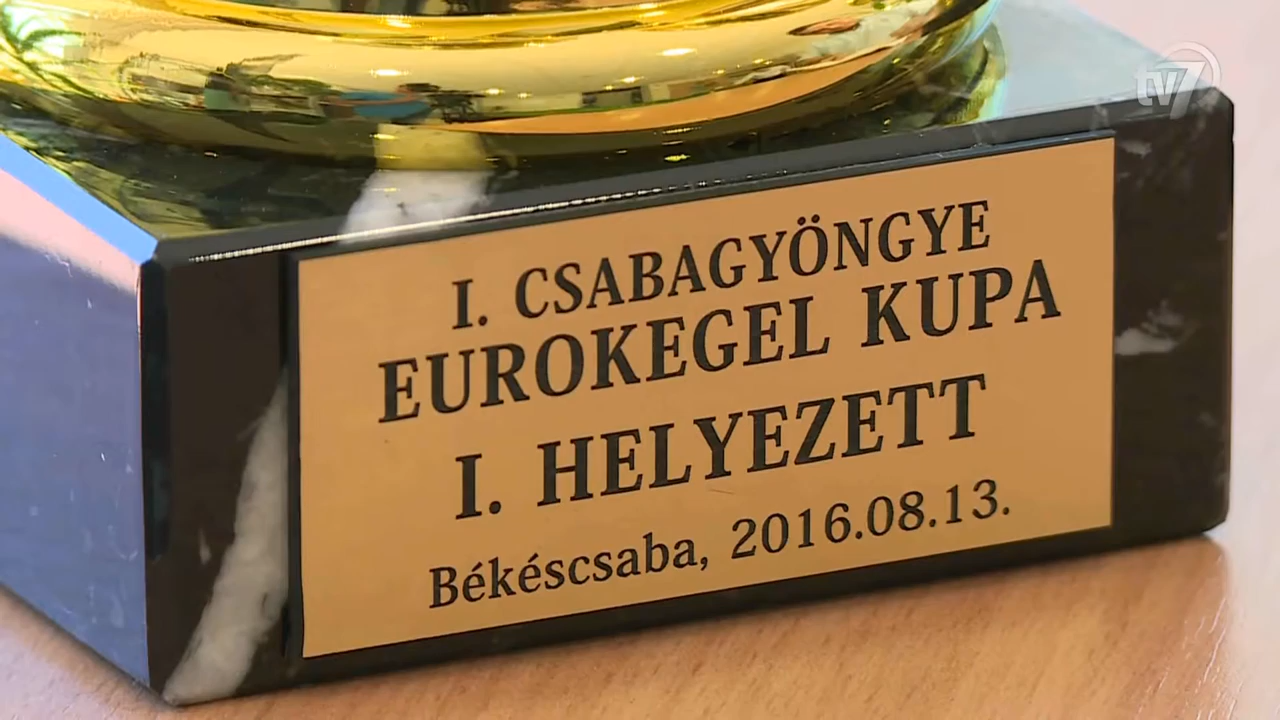 tv7
I. CSABAGYÖNGYE
EUROKEGEL KUPA
I. HELYEZETT
Békéscsaba, 2016.08.13.